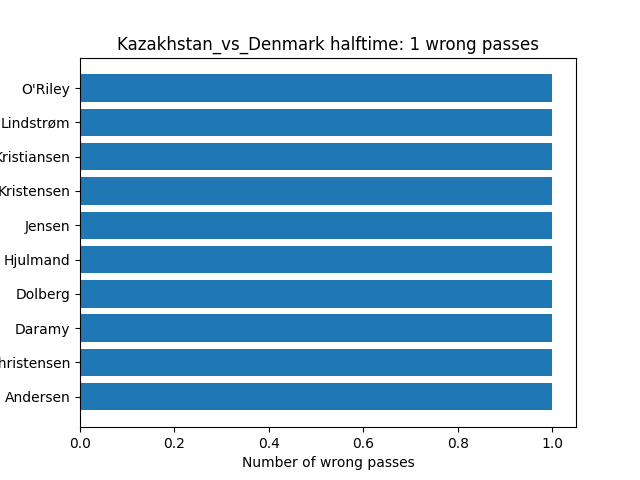 Kazakhstan_vs_Denmark halftime: 1 wrong passes
O'Riley
Lindstrøm
Kristiansen
Kristensen
Jensen
Hjulmand
Dolberg
Daramy
hristensen
Andersen
0.0 0.2 0.4 0.6 0.8 1.0
Number of wrong passes